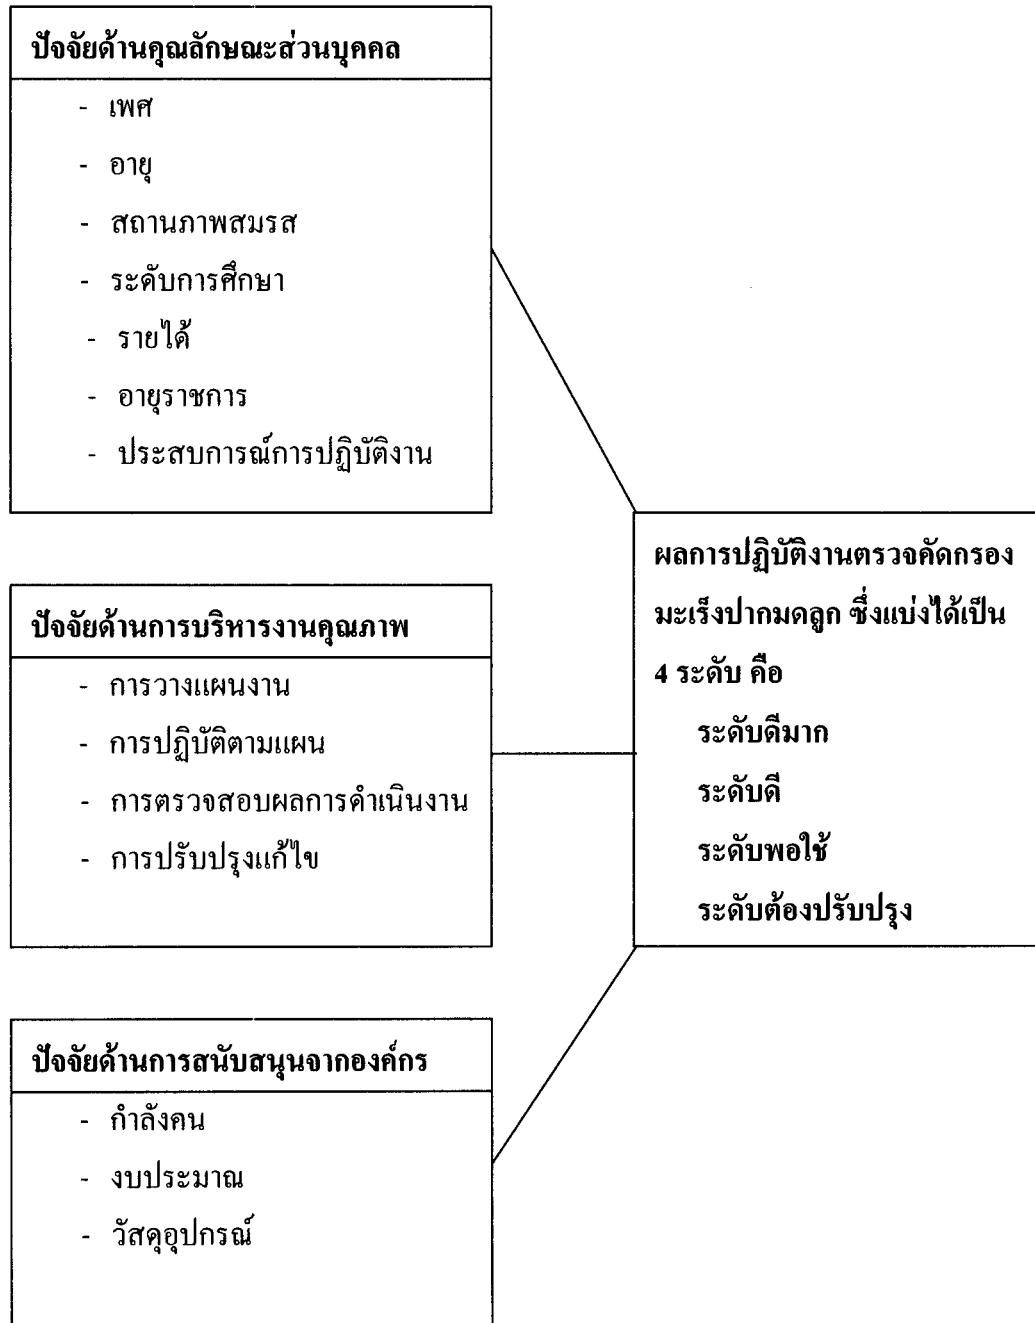 ปัจจัยด้านคุณลักษณะส่วนบุคคล
- เพศ
- อายุ
- สถานภาพสมรส
- ระดับการศึกษา
- รายได้
- อายุราชการ
- ประสบการณ์การปฏิบัติงาน
ปัจจัยด้านการบริหารงานคุณภาพ
- การวางแผนงาน
- การปฏิบัติตามแผน
- การตรวจสอบผลการดำเนินงาน
- การปรับปรุงแก้ไข
ปัจจัยด้านการสนับสนุนจากองค์กร
- กำลังคน
- งบประมาณ
- วัสดุอุปกรณ์
ผลการปฏิบัติงานตรวจคัดกรอง
มะเร็งปากมดลูก ซึ่งแบ่งได้เป็น
4 ระดับ คือ
ระดับดีมาก
ระดับดี
ระดับพอใช้
ระดับต้องปรับปรุง